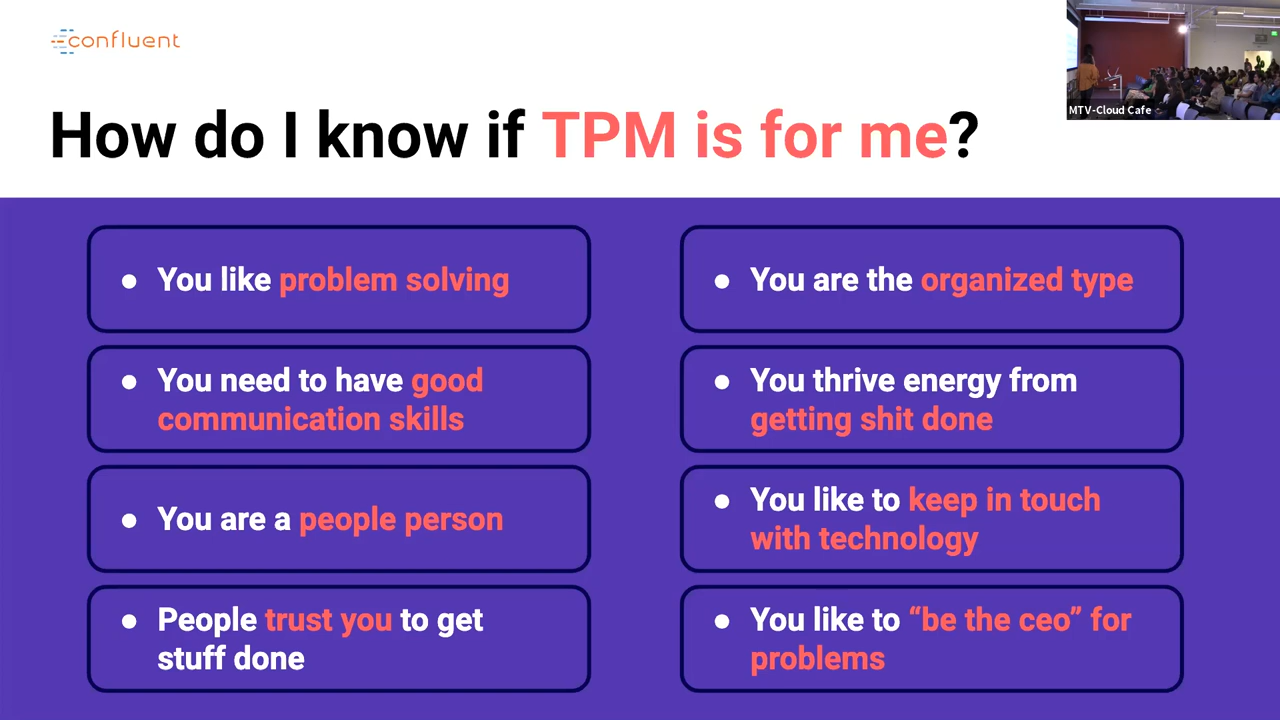 confluent
MTV-Cloud Cafe
How do I know if TPM is for me?
● You like problem solving
● You need to have good
communication skills
● You are a people person
● People trust you to get
stuff done
● You are the organized type
● You thrive energy from
getting shit done
● You like to keep in touch
with technology
● You like to “be the ceo” for
problems